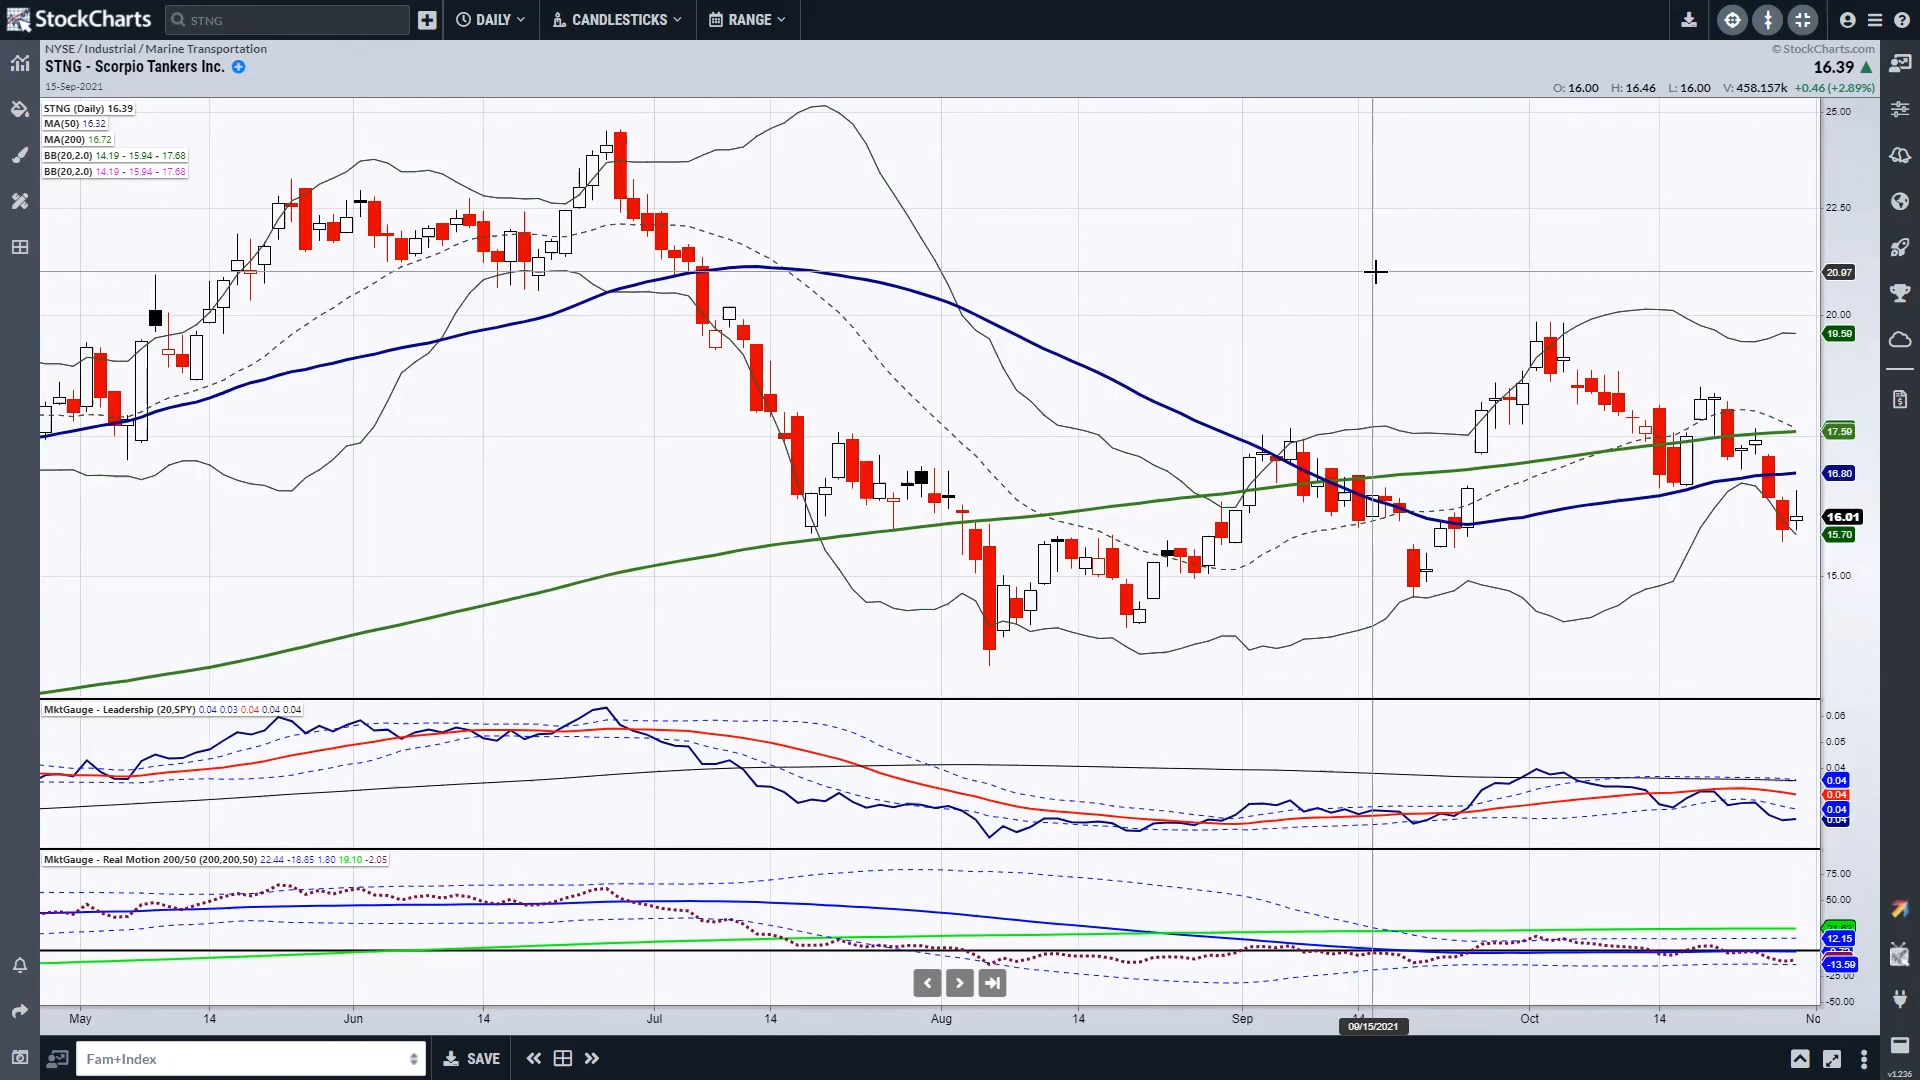 StockCharts STNG DAILY CANDLESTICKS RANGE
NYSE / Industrial / Marine Transportation © StockCharts.com
STNG - Scorpio Tankers Inc. 16.39
15-Sep-2021 O: 16.00 H: 16.46 L: 16.00 V: 458.157k +0.46 (+2.89%)
STNG (Daily) 16.39
MA(50) 16.32
MA(200) 16.72
BB(20,2.0) 14.19 - 15.94 - 17.68
BB(20,2.0) 14.19 - 15.94 - 17.68
25.00
22.50
20.97
20.00
19.59
17.59
16.80
16.01
15.70
15.00
MktGauge - Leadership (20,SPY) 0.04 0.03 0.04 0.04 0.04
0.06
0.05
0.04
0.04
0.04
0.04
0.04
MktGauge - Real Motion 200/50 (200,200,50) 22.44 -18.85 1.80 19.10 -2.05
75.00
50.00
12.15
-13.59
-25.00
-50.00
May 14 Jun 14 Jul 14 Aug 14 Sep 14 Oct 14 No
09/15/2021
Fam+Index SAVE
v1.236